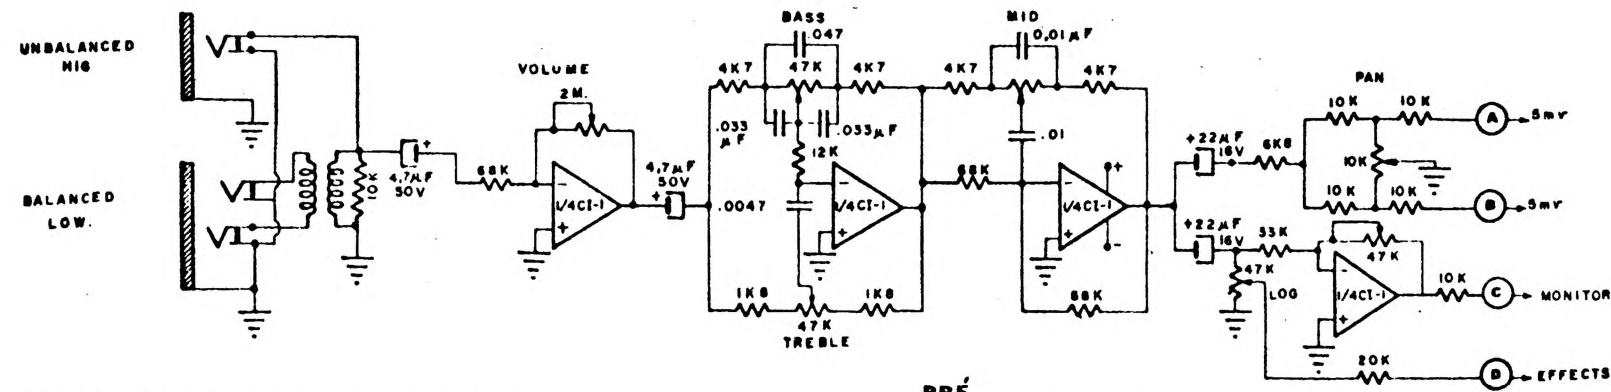 UNBALANCED
HIG
BALANCED
LOW.
10K
4,7µF
50V
VOLUME
2M.
68K
1/4CI-1
4,7µF
50V
BASS
.047
4K7
47K
4K7
.033
µF
.033µF
12K
.0047
1/4CI-1
1K8
47K
1K8
TREBLE
MID
0,01µF
4K7
4K7
.01
68K
1/4CI-1
68K
+22µF
16V
6K8
PAN
10K
10K
10K
10K
10K
A
5mv
B
5mv
+22µF
16V
33K
47K
LOG
47K
1/4CI-1
10K
C
MONITOR
20K
D
EFFECTS
PRÉ